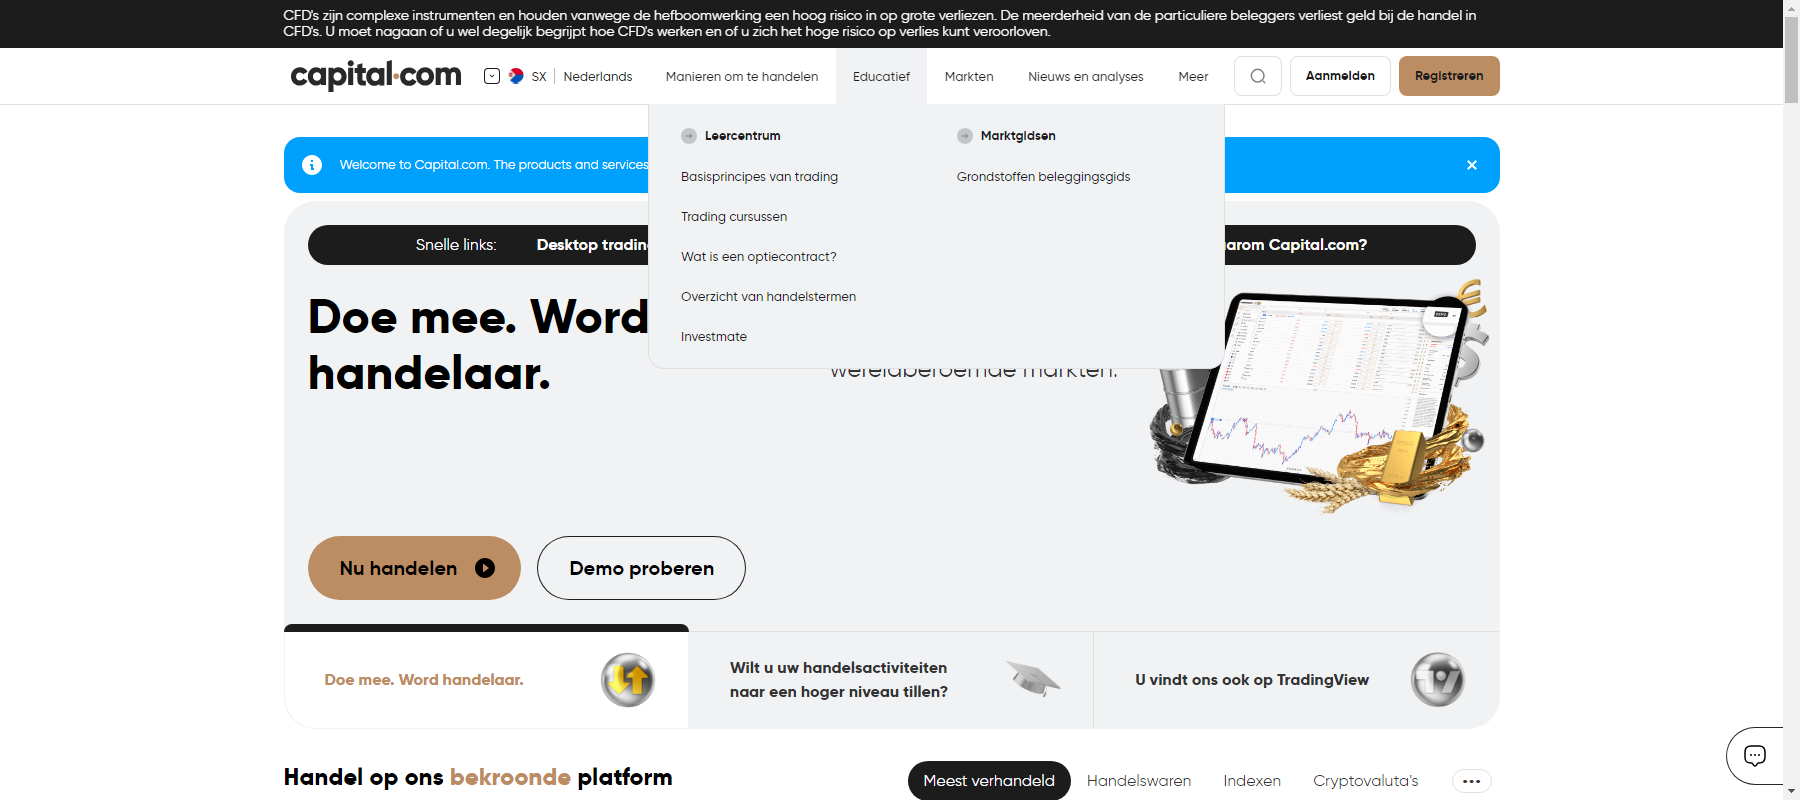 CFD's zijn complexe instrumenten en houden vanwege de hefboomwerking een hoog risico in op grote verliezen. De meerderheid van de particuliere beleggers verliest geld bij de handel in
CFD's. U moet nagaan of u wel degelijk begrijpt hoe CFD's werken en of u zich het hoge risico op verlies kunt veroorloven.
capital.com SX Nederlands Manieren om te handelen Educatief Markten Nieuws en analyses Meer Aanmelden Registreren
Leercentrum Marktgidsen
Welcome to Capital.com. The products and services
Basisprincipes van trading Grondstoffen beleggingsgids
Trading cursussen
Snelle links: Desktop trading arom Capital.com?
Wat is een optiecontract?
Overzicht van handelstermen
Investmate
Doe mee. Word
handelaar.
wereldberoemde markten.
Nu handelen Demo proberen
Doe mee. Word handelaar.
Wilt u uw handelsactiviteiten
naar een hoger niveau tillen?
U vindt ons ook op TradingView
Handel op ons bekroonde platform
Meest verhandeld Handelswaren Indexen Cryptovaluta's